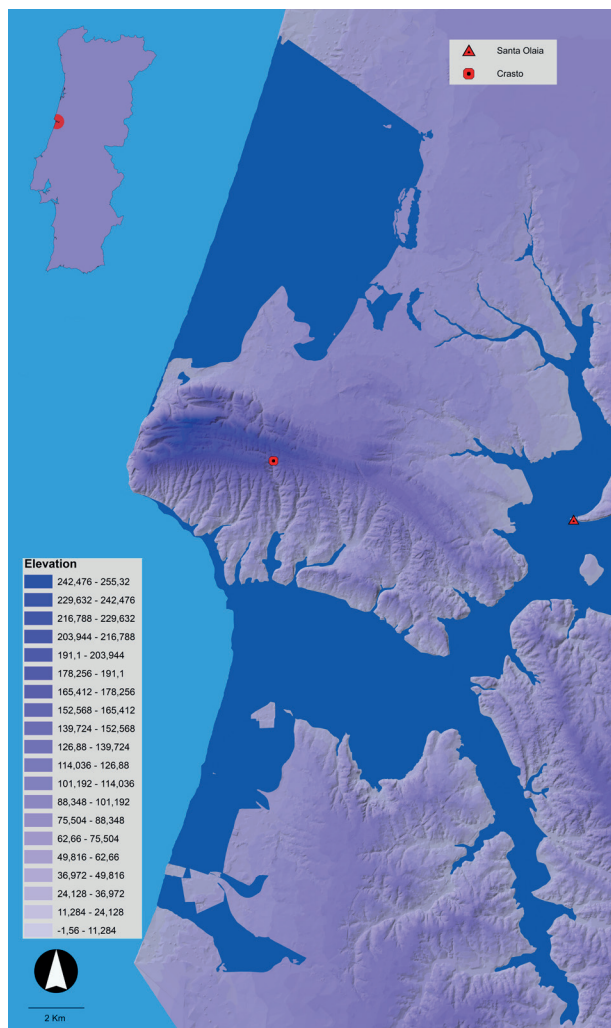 Santa Olaia
Crasto
Elevation
242,476 - 255,32
229,632 - 242,476
216,788 - 229,632
203,944 - 216,788
191,1 - 203,944
178,256 - 191,1
165,412 - 178,256
152,568 - 165,412
139,724 - 152,568
126,88 - 139,724
114,036 - 126,88
101,192 - 114,036
88,348 - 101,192
75,504 - 88,348
62,66 - 75,504
49,816 - 62,66
36,972 - 49,816
24,128 - 36,972
11,284 - 24,128
-1,56 - 11,284
2 Km